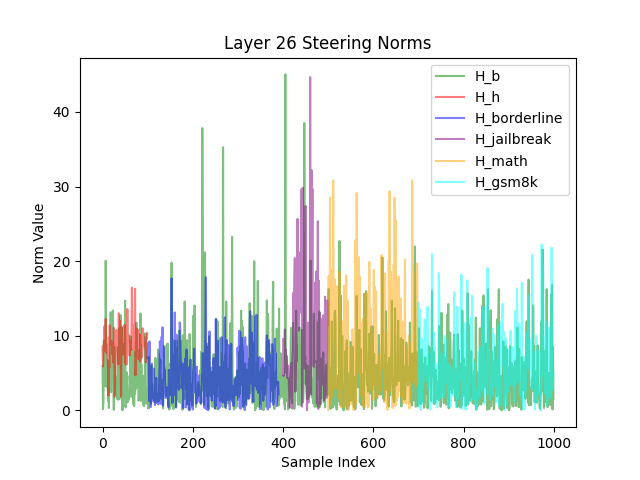 Layer 26 Steering Norms
H_b
H_h
H_borderline
H_jailbreak
H_math
H_gsm8k
Norm Value
40
30
20
10
0
0
200
400
600
800
1000
Sample Index